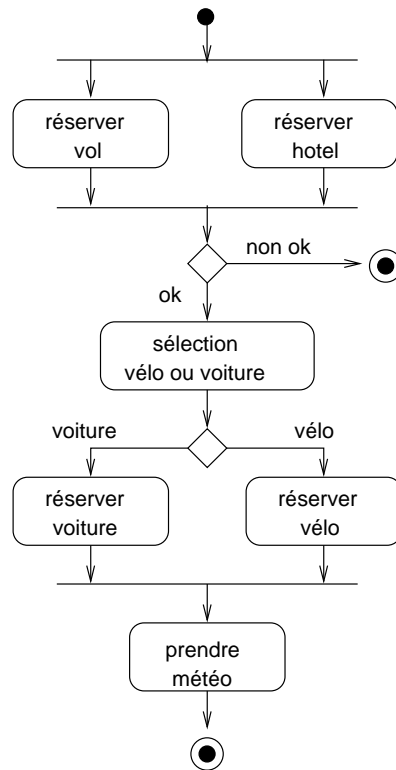 réserver
vol
réserver
hotel
non ok
ok
sélection
vélo ou voiture
voiture
vélo
réserver
voiture
réserver
vélo
prendre
météo